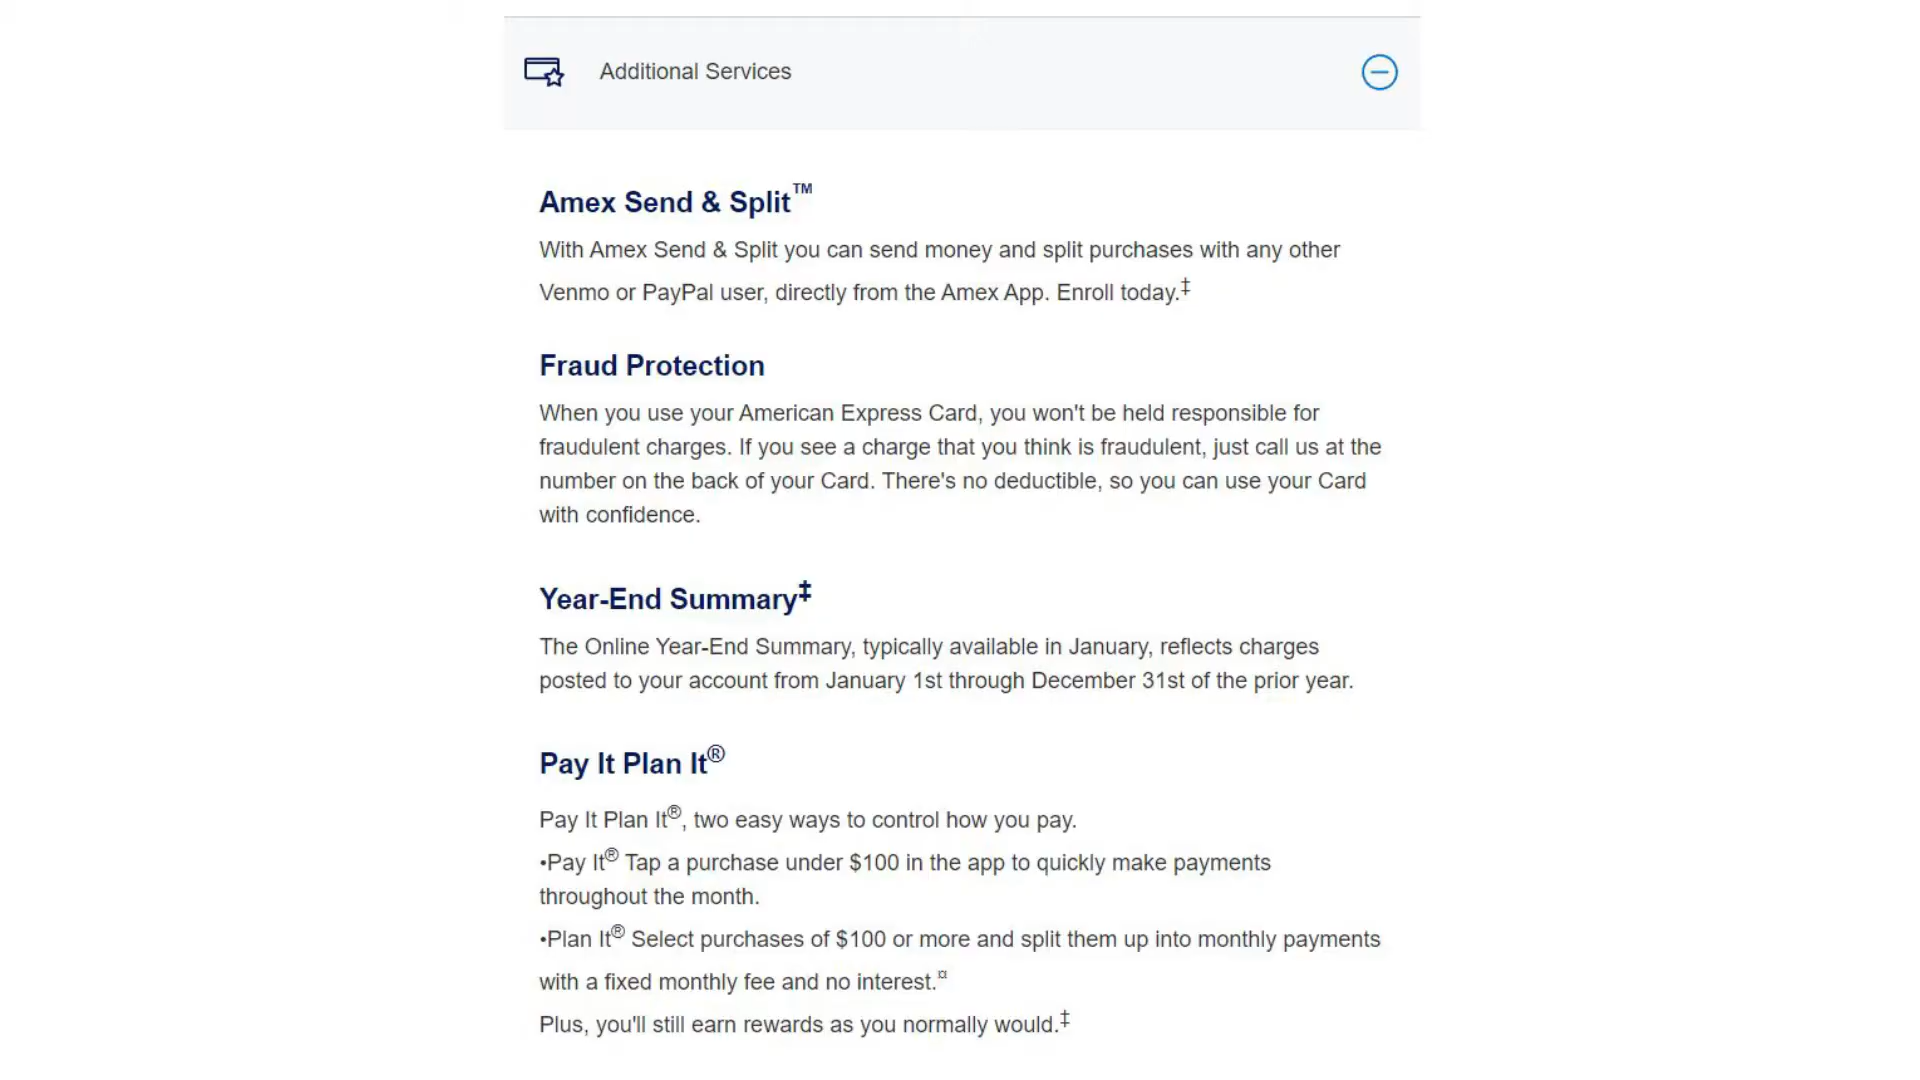 Additional Services
Amex Send & Split™
With Amex Send & Split you can send money and split purchases with any other
Venmo or PayPal user, directly from the Amex App. Enroll today.‡
Fraud Protection
When you use your American Express Card, you won't be held responsible for
fraudulent charges. If you see a charge that you think is fraudulent, just call us at the
number on the back of your Card. There's no deductible, so you can use your Card
with confidence.
Year-End Summary‡
The Online Year-End Summary, typically available in January, reflects charges
posted to your account from January 1st through December 31st of the prior year.
Pay It Plan It®
Pay It Plan It®, two easy ways to control how you pay.
•Pay It® Tap a purchase under $100 in the app to quickly make payments
throughout the month.
•Plan It® Select purchases of $100 or more and split them up into monthly payments
with a fixed monthly fee and no interest.¤
Plus, you'll still earn rewards as you normally would.‡